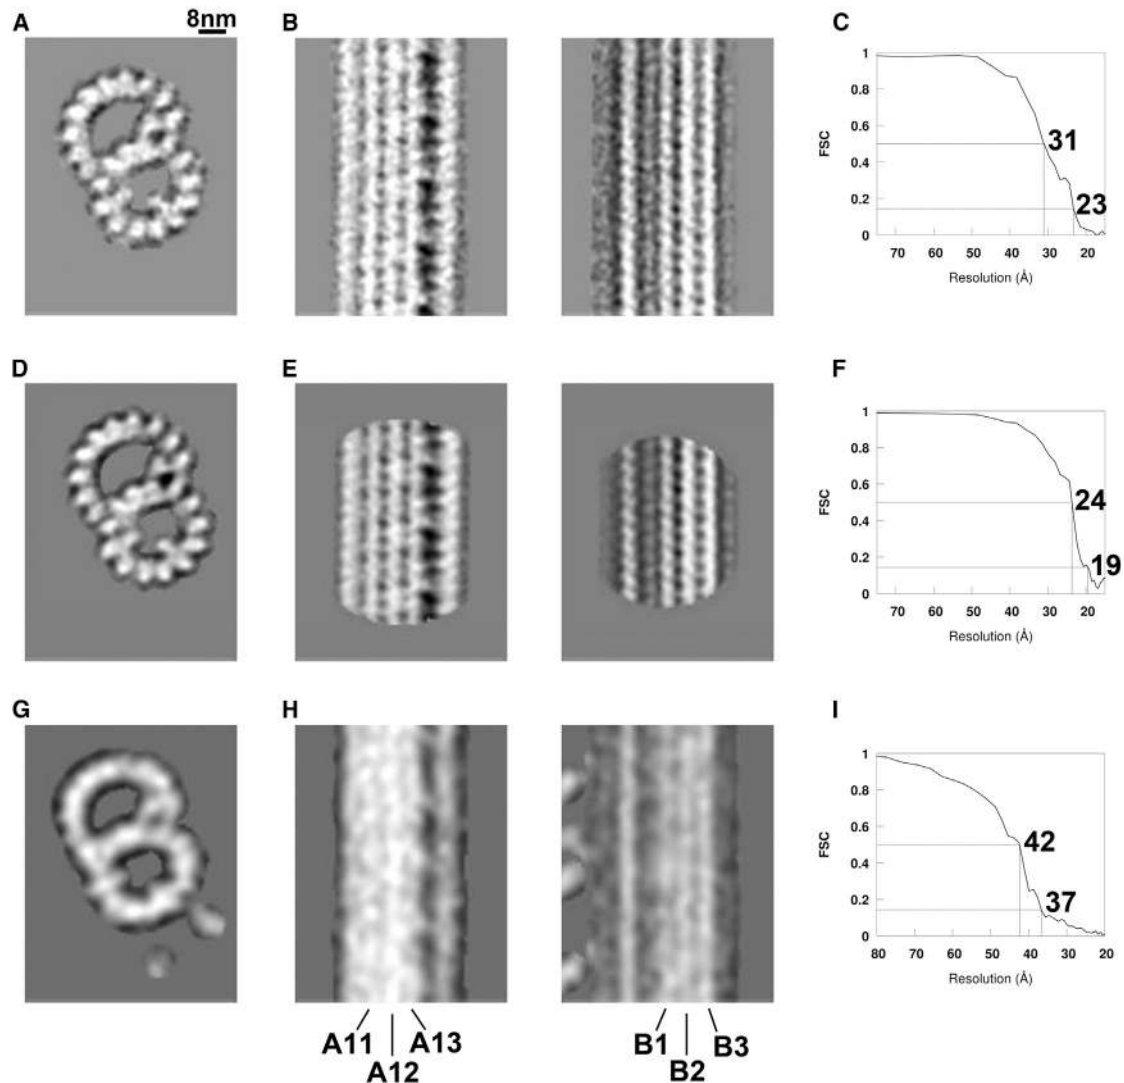 A
8nm
B
C
1
0.8
0.6
0.4
0.2
0
FSC
31
23
70 60 50 40 30 20
Resolution (Å)
D
E
F
1
0.8
0.6
0.4
0.2
0
FSC
24
19
70 60 50 40 30 20
Resolution (Å)
G
H
I
1
0.8
0.6
0.4
0.2
0
FSC
42
37
80 70 60 50 40 30 20
Resolution (Å)
A11 A13
A12
B1 B3
B2